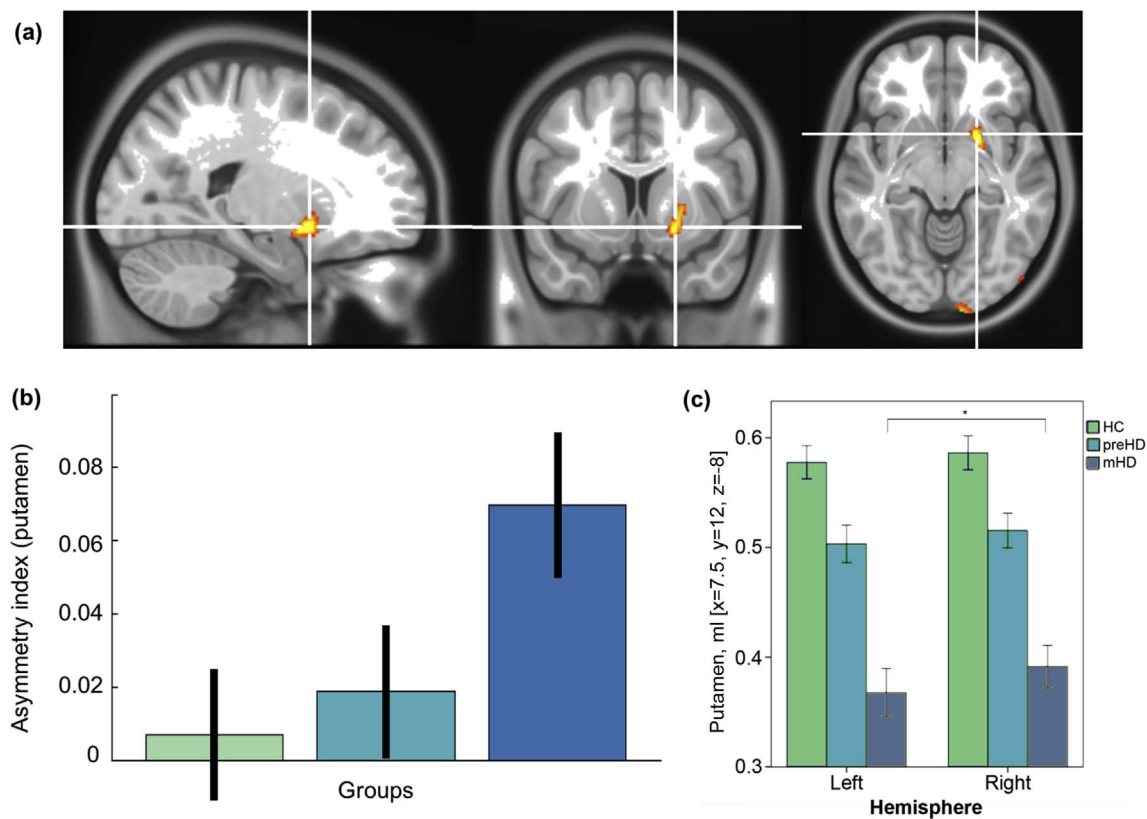 (a)
(b)
Asymmetry index (putamen)
0.08
0.06
0.04
0.02
0
Groups
(c)
Putamen, ml [x=7.5, y=12, z=-8]
0.6
0.5
0.4
0.3
*
HC
preHD
mHD
Left Right
Hemisphere